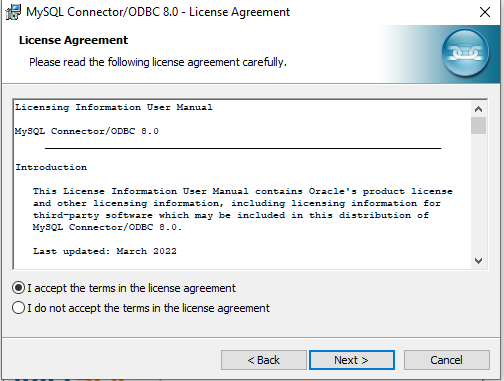 MySQL Connector/ODBC 8.0 - License Agreement
License Agreement
Please read the following license agreement carefully.
Licensing Information User Manual
MySQL Connector/ODBC 8.0
Introduction
This License Information User Manual contains Oracle's product license
and other licensing information, including licensing information for
third-party software which may be included in this distribution of
MySQL Connector/ODBC 8.0.
Last updated: March 2022
I accept the terms in the license agreement
I do not accept the terms in the license agreement
< Back
Next >
Cancel